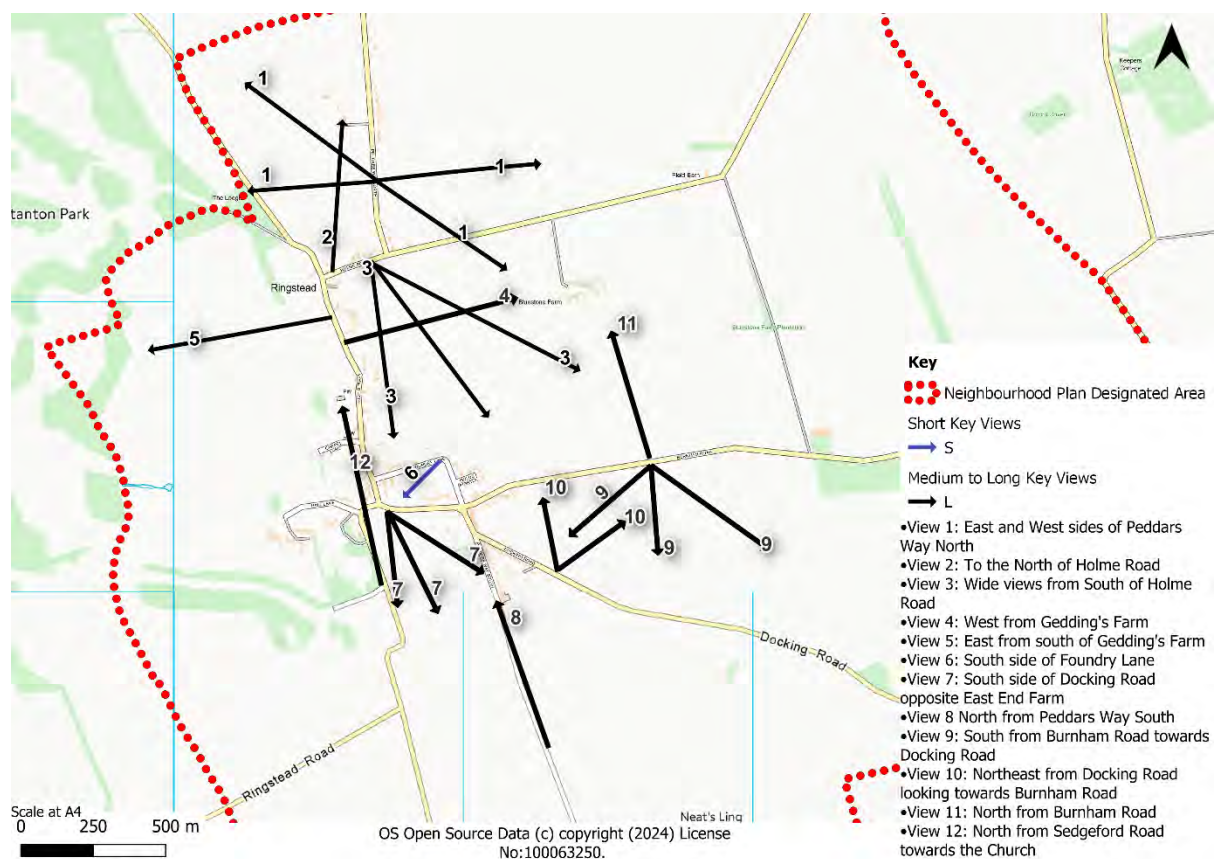 Keepers
Cottage
1
1
1
The Lodge
tanton Park
Field Barn
2
1
3
Ringstead
4
5
11
3
3
12
6
10
9
10
7
9
9
7
7
8
Docking Road
Ringstead Road
Neat's Ling
Key
Neighbourhood Plan Designated Area
Short Key Views
S
Medium to Long Key Views
L
•View 1: East and West sides of Peddars
Way North
•View 2: To the North of Holme Road
•View 3: Wide views from South of Holme
Road
•View 4: West from Gedding's Farm
•View 5: East from south of Gedding's Farm
•View 6: South side of Foundry Lane
•View 7: South side of Docking Road
opposite East End Farm
•View 8 North from Peddars Way South
•View 9: South from Burnham Road towards
Docking Road
•View 10: Northeast from Docking Road
looking towards Burnham Road
•View 11: North from Burnham Road
•View 12: North from Sedgeford Road
towards the Church
Scale at A4
0 250 500 m
OS Open Source Data (c) copyright (2024) License
No:100063250.